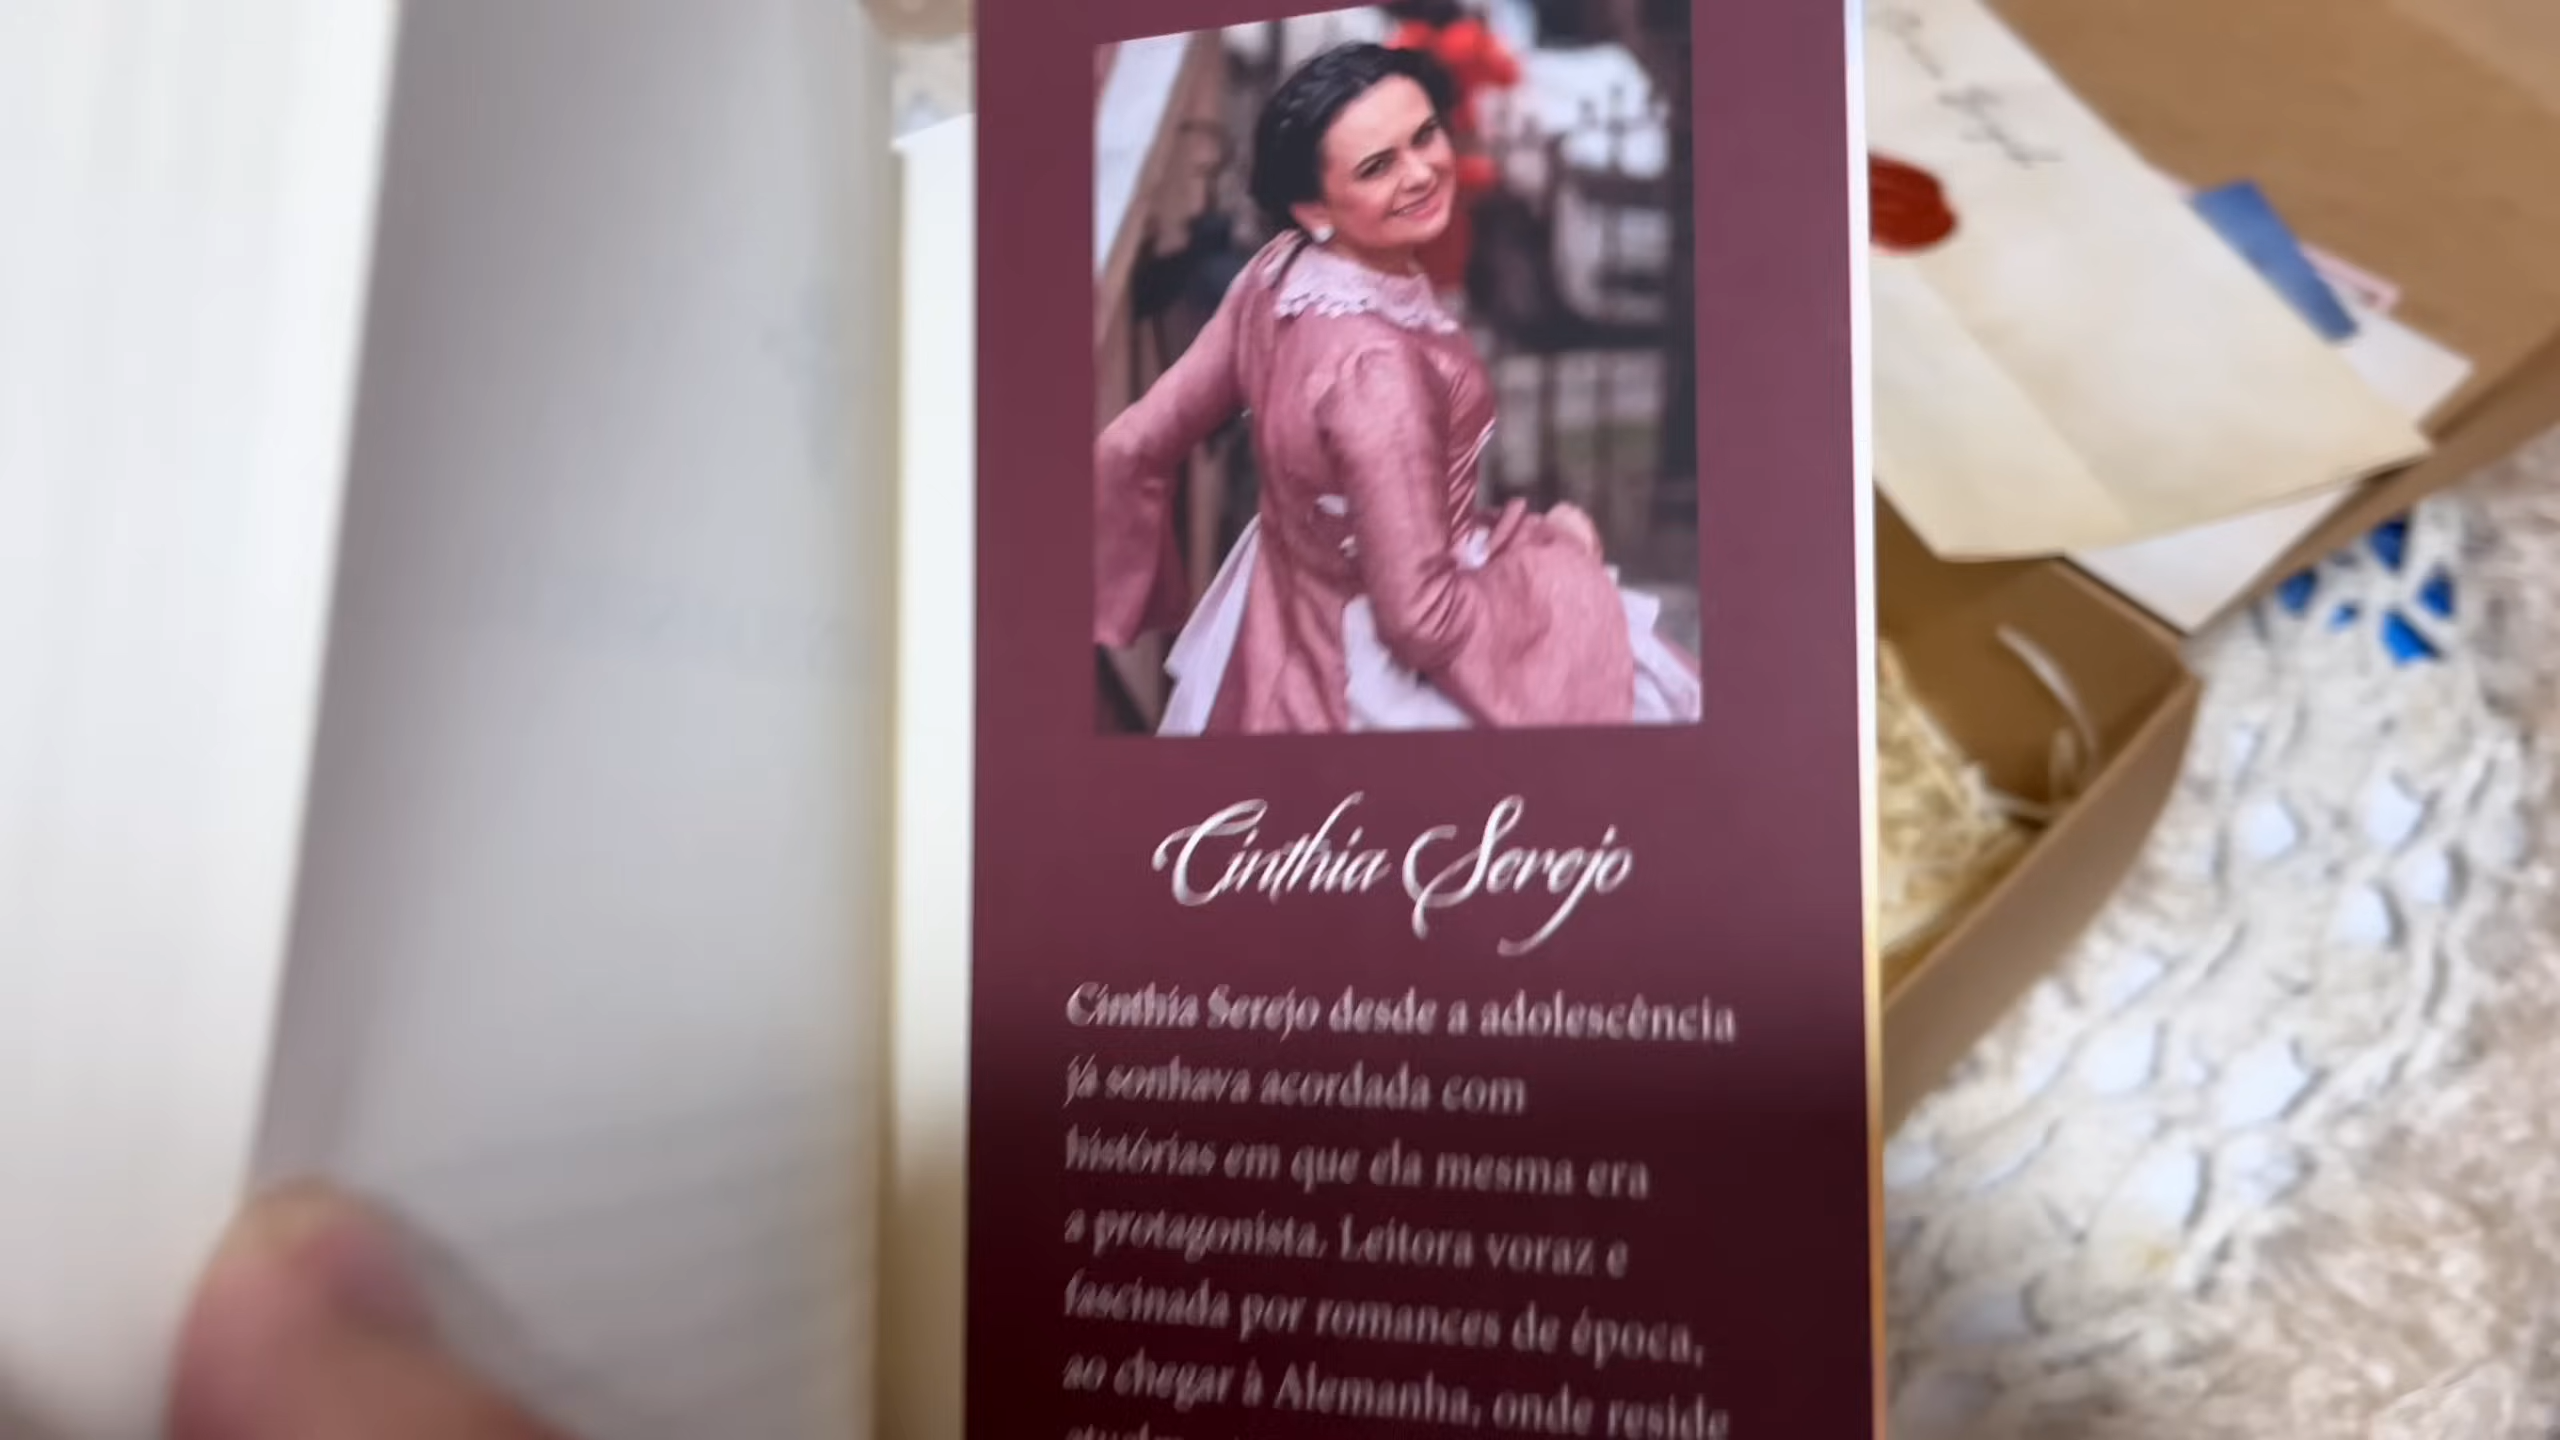 Cinthia Serejo
Cinthia Serejo desde a adolescência
já sonhava acordada com
histórias em que ela mesma era
a protagonista. Leitora voraz e
fascinada por romances de época,
ao chegar à Alemanha, onde reside